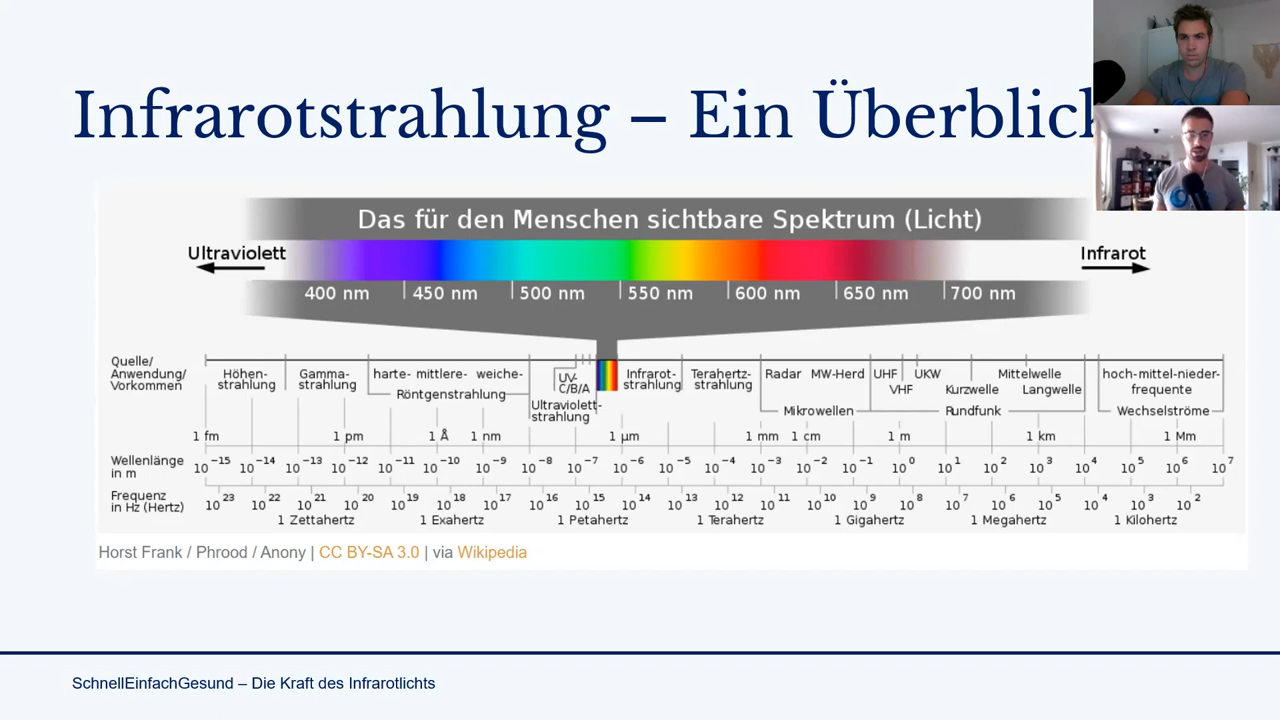 Infrarotstrahlung – Ein Überblick
Das für den Menschen sichtbare Spektrum (Licht)
Ultraviolett
Infrarot
400 nm 450 nm 500 nm 550 nm 600 nm 650 nm 700 nm
Quelle/
Anwendung/
Vorkommen
Höhen-
strahlung
Gamma-
strahlung
harte- mittlere- weiche-
Röntgenstrahlung
UV-
C/B/A
Ultraviolett-
strahlung
Infrarot-
strahlung
Terahertz-
strahlung
Radar MW-Herd
Mikrowellen
UHF UKW Mittelwelle
VHF Kurzwelle Langwelle
Rundfunk
hoch-mittel-nieder-
frequente
Wechselströme
1 fm 1 pm 1 Å 1 nm 1 µm 1 mm 1 cm 1 m 1 km 1 Mm
Wellenlänge
in m
10⁻¹⁵ 10⁻¹⁴ 10⁻¹³ 10⁻¹² 10⁻¹¹ 10⁻¹⁰ 10⁻⁹ 10⁻⁸ 10⁻⁷ 10⁻⁶ 10⁻⁵ 10⁻⁴ 10⁻³ 10⁻² 10⁻¹ 10⁰ 10¹ 10² 10³ 10⁴ 10⁵ 10⁶ 10⁷
Frequenz
in Hz (Hertz)
10²³ 10²² 10²¹ 10²⁰ 10¹⁹ 10¹⁸ 10¹⁷ 10¹⁶ 10¹⁵ 10¹⁴ 10¹³ 10¹² 10¹¹ 10¹⁰ 10⁹ 10⁸ 10⁷ 10⁶ 10⁵ 10⁴ 10³ 10²
1 Zettahertz 1 Exahertz 1 Petahertz 1 Terahertz 1 Gigahertz 1 Megahertz 1 Kilohertz
Horst Frank / Phrood / Anony | CC BY-SA 3.0 | via Wikipedia
SchnellEinfachGesund – Die Kraft des Infrarotlichts